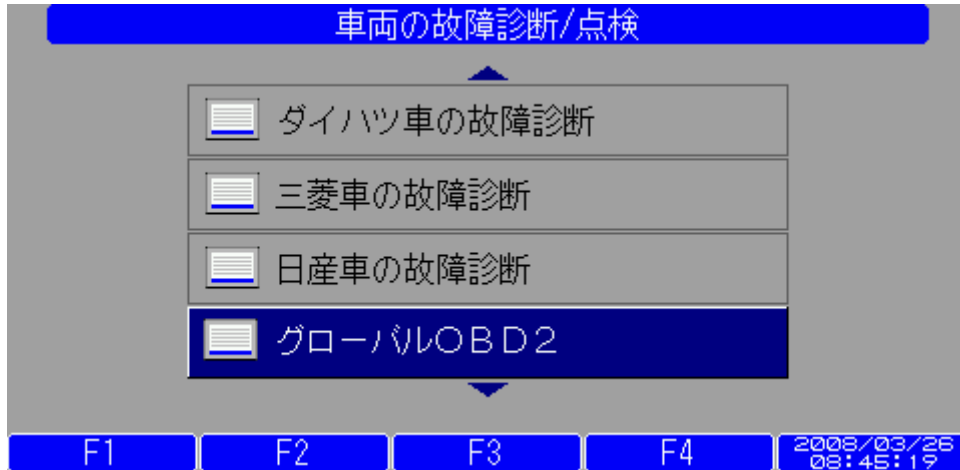 車両の故障診断/点検
ダイハツ車の故障診断
三菱車の故障診断
日産車の故障診断
グローバルOBD2
F1
F2
F3
F4
2008/03/26
08:45:19